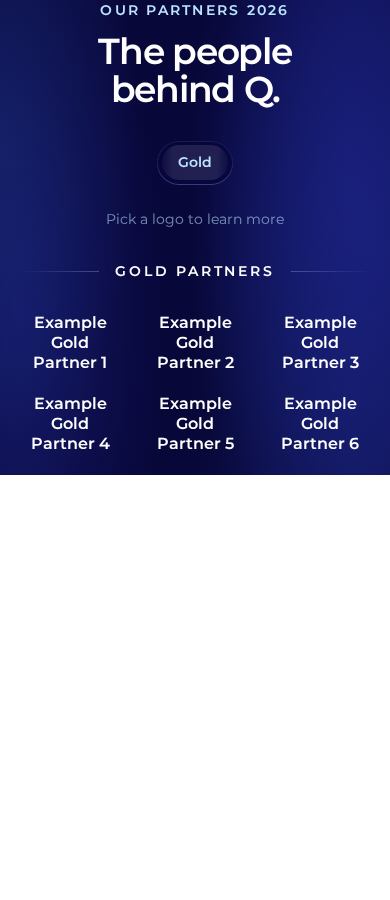 OUR PARTNERS 2026
The people
behind Q.
Gold
Pick a logo to learn more
GOLD PARTNERS
Example Gold Partner 1
Example Gold Partner 2
Example Gold Partner 3
Example Gold Partner 4
Example Gold Partner 5
Example Gold Partner 6